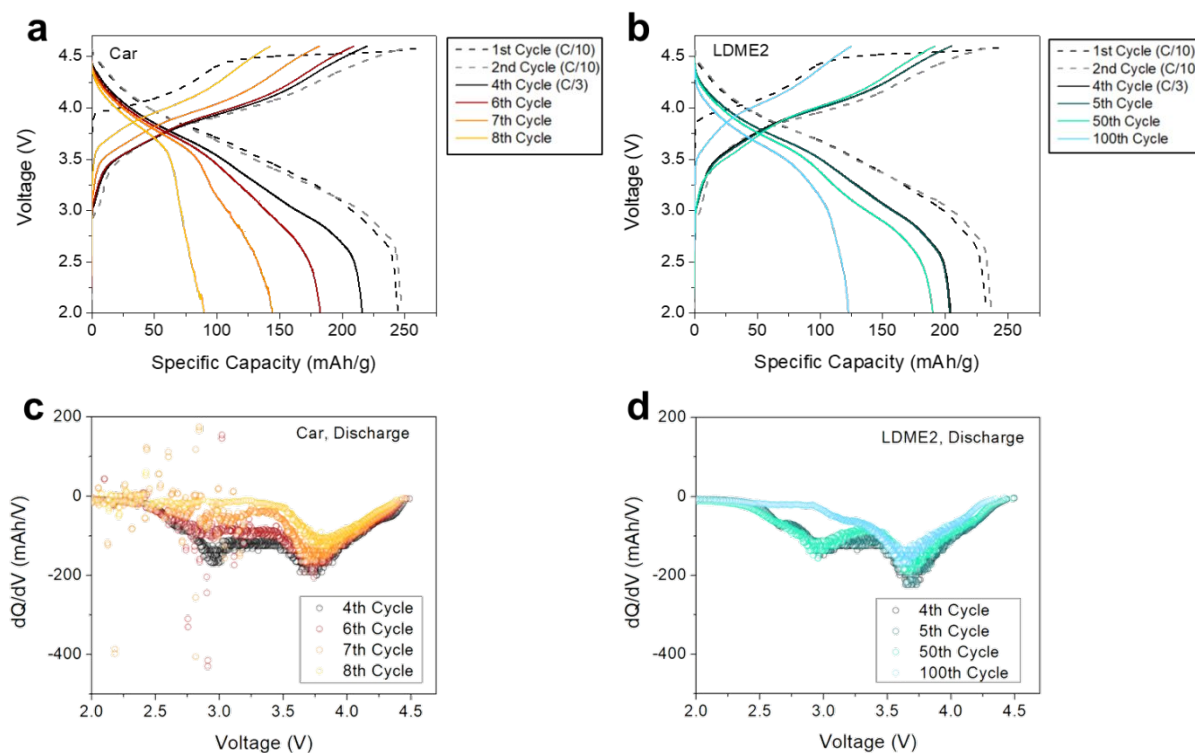 a
Car
4.5
4.0
3.5
3.0
2.5
2.0
Voltage (V)
0 50 100 150 200 250
Specific Capacity (mAh/g)
1st Cycle (C/10)
2nd Cycle (C/10)
4th Cycle (C/3)
6th Cycle
7th Cycle
8th Cycle
b
LDME2
4.5
4.0
3.5
3.0
2.5
2.0
Voltage (V)
0 50 100 150 200 250
Specific Capacity (mAh/g)
1st Cycle (C/10)
2nd Cycle (C/10)
4th Cycle (C/3)
5th Cycle
50th Cycle
100th Cycle
c
Car, Discharge
200
0
-200
-400
dQ/dV (mAh/V)
4th Cycle
6th Cycle
7th Cycle
8th Cycle
2.0 2.5 3.0 3.5 4.0 4.5
Voltage (V)
d
LDME2, Discharge
200
0
-200
-400
dQ/dV (mAh/V)
4th Cycle
5th Cycle
50th Cycle
100th Cycle
2.0 2.5 3.0 3.5 4.0 4.5
Voltage (V)